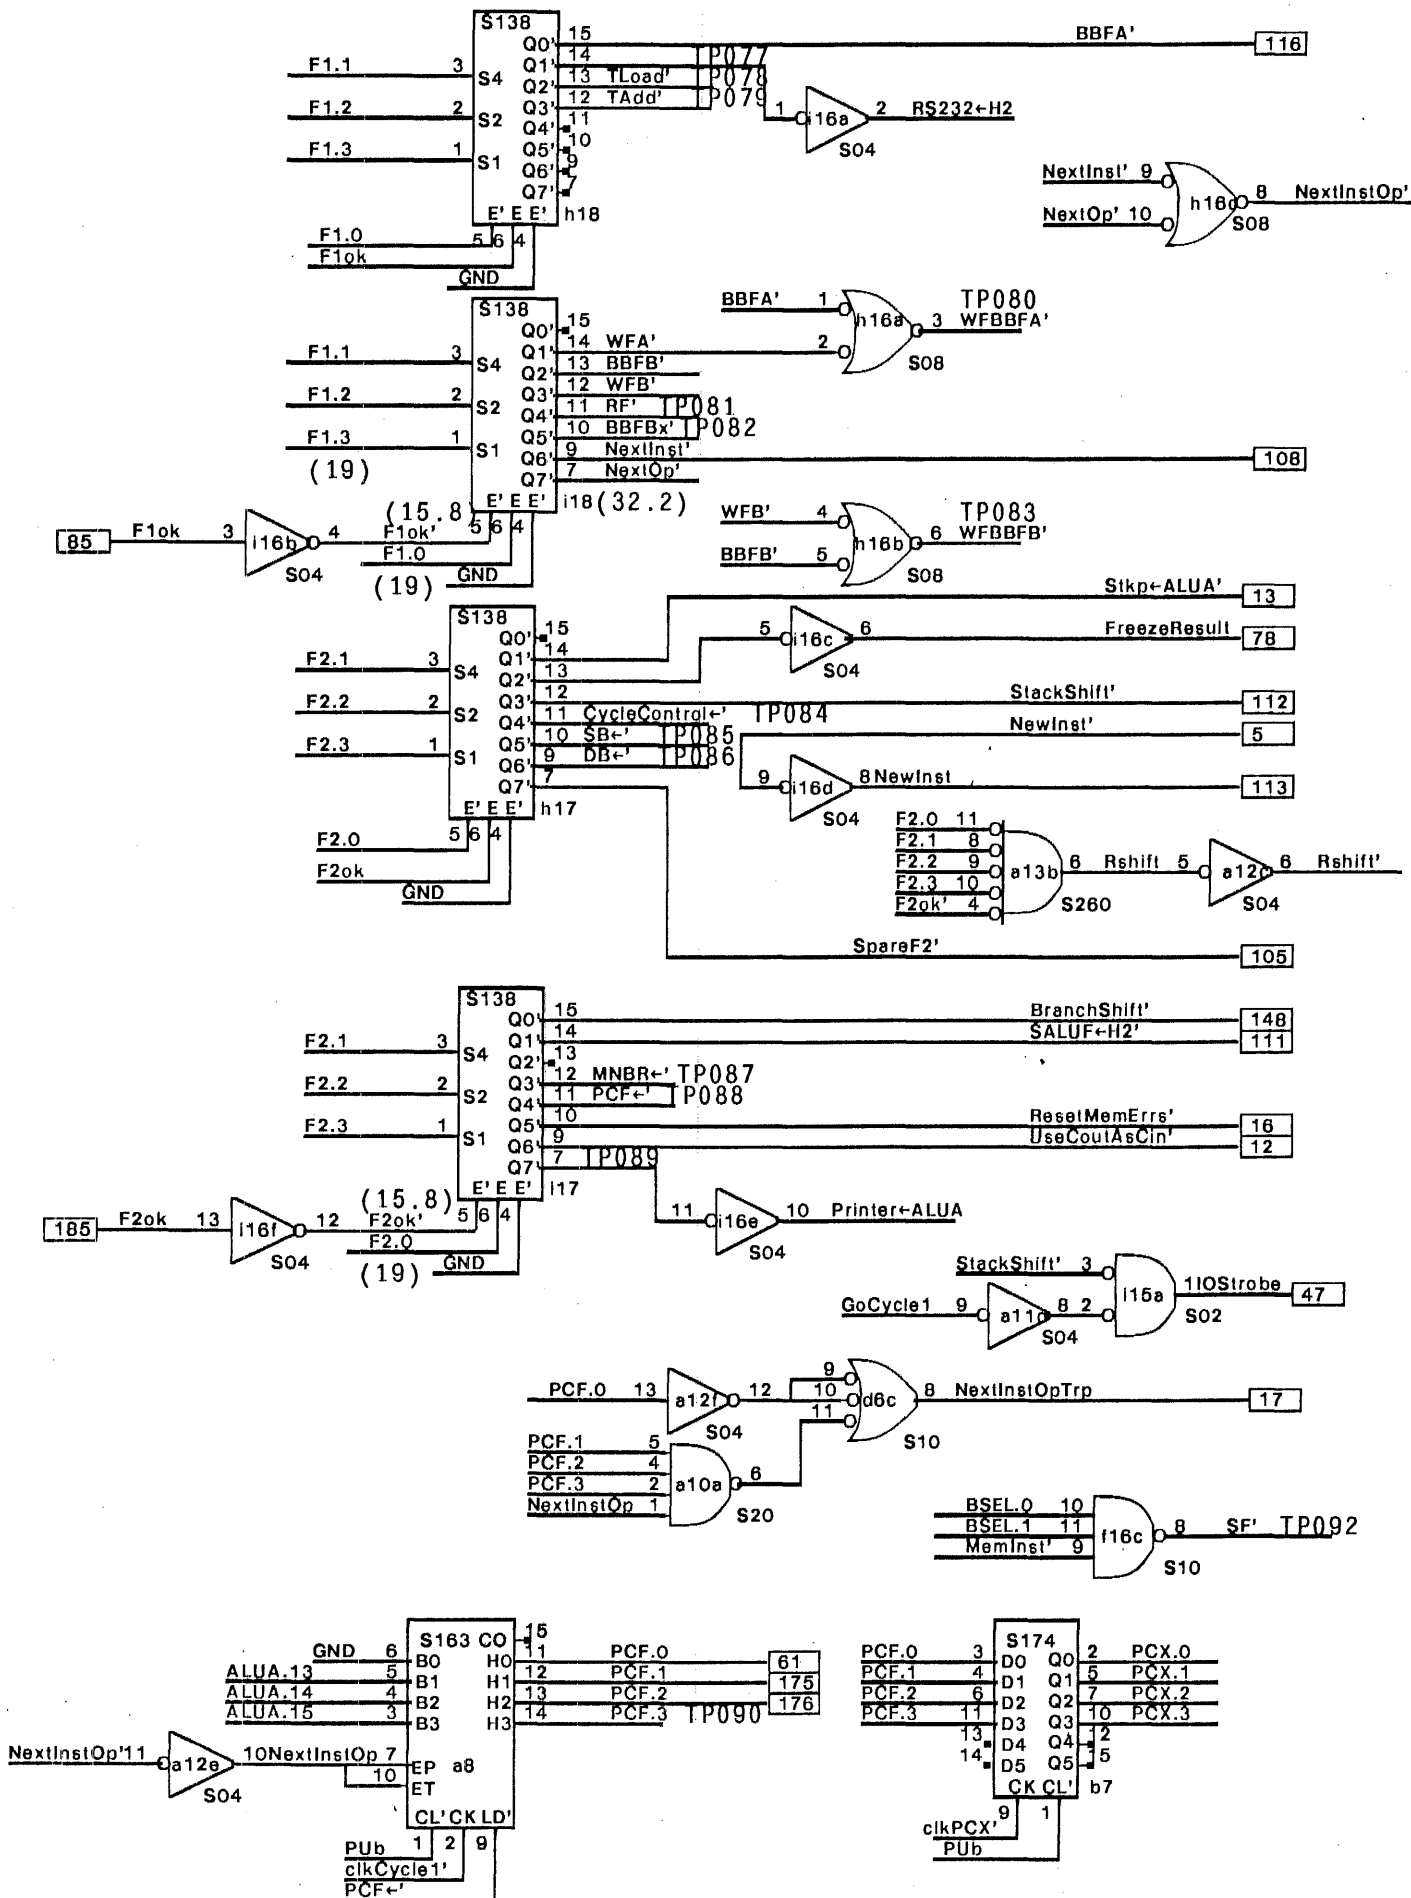 S138
Q0' 15 BBFA' 116
Q1' 14 TP077
F1.1 3 S4 Q2' 13 TLoad' TP078
Q3' 12 TAdd' TP079
F1.2 2 S2 Q4' 11 1 i16a 2 RS232←H2
Q5' 10 S04
F1.3 1 S1 Q6' 9
Q7' 7
E' E E' h18
NextInst' 9 h16c 8 NextInstOp'
NextOp' 10 S08
F1.0 5 6 4
F1ok
GND
S138
Q0' 15
BBFA' 1 h16a TP080
3 WFBBFA'
F1.1 3 S4 Q1' 14 WFA' 2 S08
Q2' 13 BBFB'
F1.2 2 S2 Q3' 12 WFB'
Q4' 11 RF' TP081
F1.3 1 S1 Q5' 10 BBFBx' TP082
(19) Q6' 9 NextInst' 108
Q7' 7 NextOp'
E' E E' i18 (32.2)
(15.8
85 F1ok 3 i16b 4 F1ok' 5 6 4
S04 F1.0
(19) GND
WFB' 4 h16b TP083
6 WFBBFB'
BBFB' 5 S08
S138
Stkp←ALUA' 13
Q0' 15
Q1' 14 5 i16c 6 FreezeResult 78
F2.1 3 S4 Q2' 13 S04
Q3' 12 StackShift' 112
F2.2 2 S2 Q4' 11 CycleControl←' TP084
Q5' 10 SB←' TP085 NewInst' 5
F2.3 1 S1 Q6' 9 DB←' TP086
Q7' 7 9 i16d 8 NewInst 113
E' E E' h17 S04
F2.0 5 6 4
F2ok
GND
F2.0 11
F2.1 8
F2.2 9 a13b 6 Rshift 5 a12c 6 Rshift'
F2.3 10 S260 S04
F2ok' 4
SpareF2' 105
S138
Q0' 15 BranchShift' 148
Q1' 14 SALUF←H2' 111
F2.1 3 S4 Q2' 13
Q3' 12 MNBR←' TP087
F2.2 2 S2 Q4' 11 PCF←' TP088
Q5' 10 ResetMemErrs' 16
F2.3 1 S1 Q6' 9 UseCoutAsCin' 12
Q7' 7 TP089
E' E E' i17
(15.8)
185 F2ok 13 i16f 12 F2ok' 5 6 4
S04 F2.0
(19) GND
11 i16e 10 Printer←ALUA
S04
StackShift' 3
GoCycle1 9 a11d 8 2 i15a 1 IOStrobe 47
S04 S02
PCF.0 13 a12f 12 9 10 11 d6c 8 NextInstOpTrp 17
S04 S10
PCF.1 5
PCF.2 4
PCF.3 2 a10a 6
NextInstOp 1 S20
BSEL.0 10
BSEL.1 11 f16c 8 SF' TP092
MemInst' 9 S10
S163 CO 15
GND 6 B0 H0 11 PCF.0 61
ALUA.13 5 B1 H1 12 PCF.1 175
ALUA.14 4 B2 H2 13 PCF.2 176
ALUA.15 3 B3 H3 14 PCF.3 TP090
NextInstOp' 11 a12e 10 NextInstOp 7 EP a8
S04 10 ET
CL' CK LD'
PUb 1 2 9
clkCycle1'
PCF←'
S174
PCF.0 3 D0 Q0 2 PCX.0
PCF.1 4 D1 Q1 5 PCX.1
PCF.2 6 D2 Q2 7 PCX.2
PCF.3 11 D3 Q3 10 PCX.3
13 D4 Q4 12
14 D5 Q5 15
CK CL' b7
clkPCX' 9 1
PUb